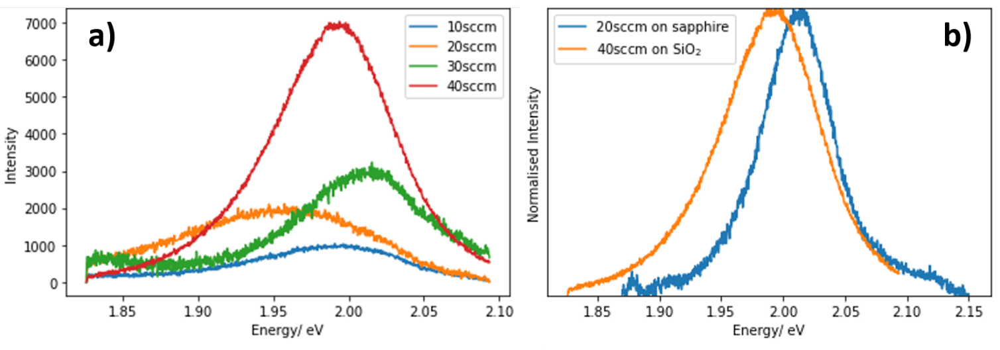 a)
7000
6000
5000
4000
3000
2000
1000
0
Intensity
10sccm
20sccm
30sccm
40sccm
1.85 1.90 1.95 2.00 2.05 2.10
Energy/ eV
b)
20sccm on sapphire
40sccm on SiO₂
Normalised Intensity
1.85 1.90 1.95 2.00 2.05 2.10 2.15
Energy/ eV